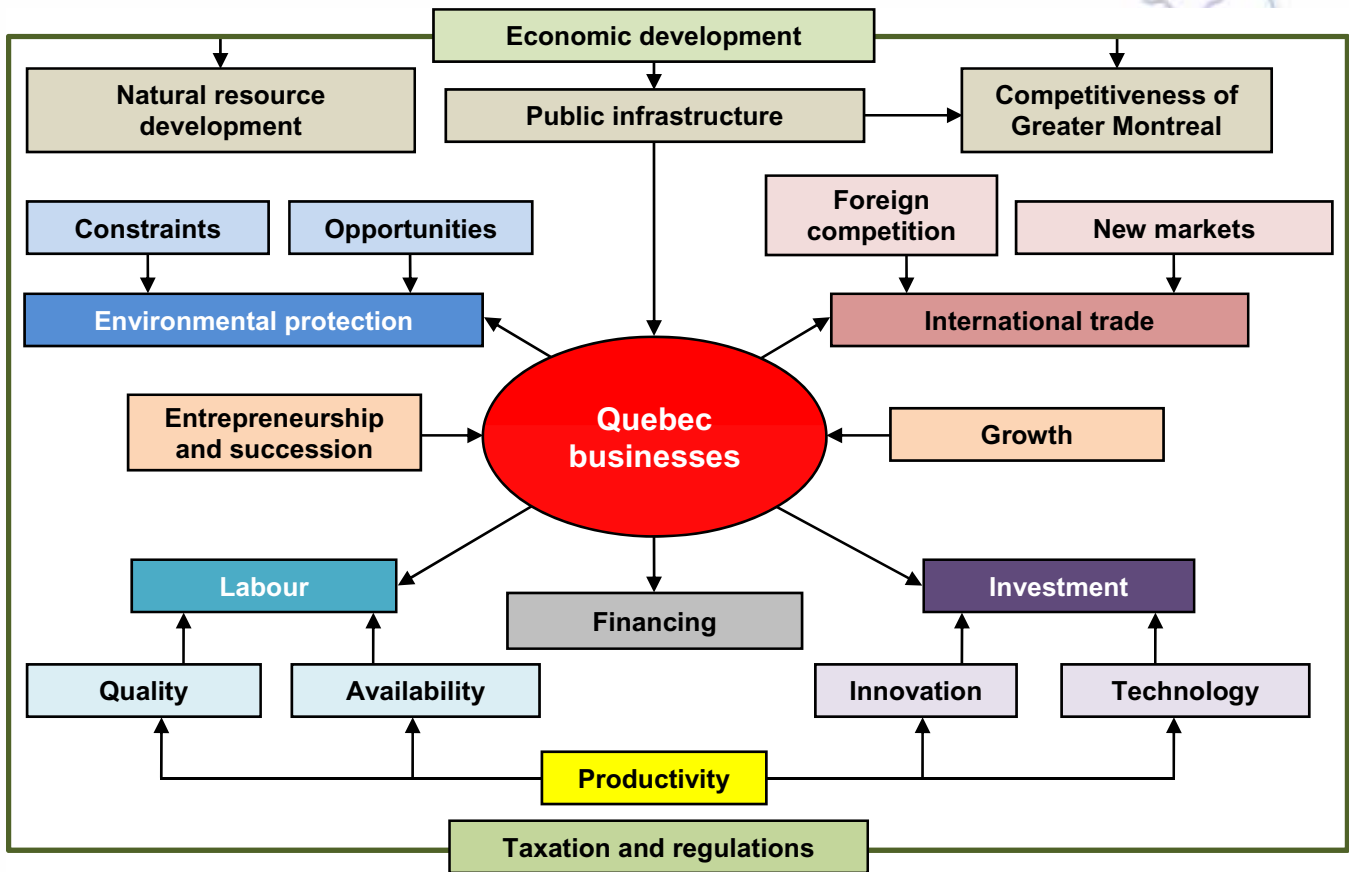 Economic development
Natural resource
development
Public infrastructure
Competitiveness of
Greater Montreal
Constraints
Opportunities
Foreign
competition
New markets
Environmental protection
International trade
Entrepreneurship
and succession
Quebec
businesses
Growth
Labour
Financing
Investment
Quality
Availability
Innovation
Technology
Productivity
Taxation and regulations